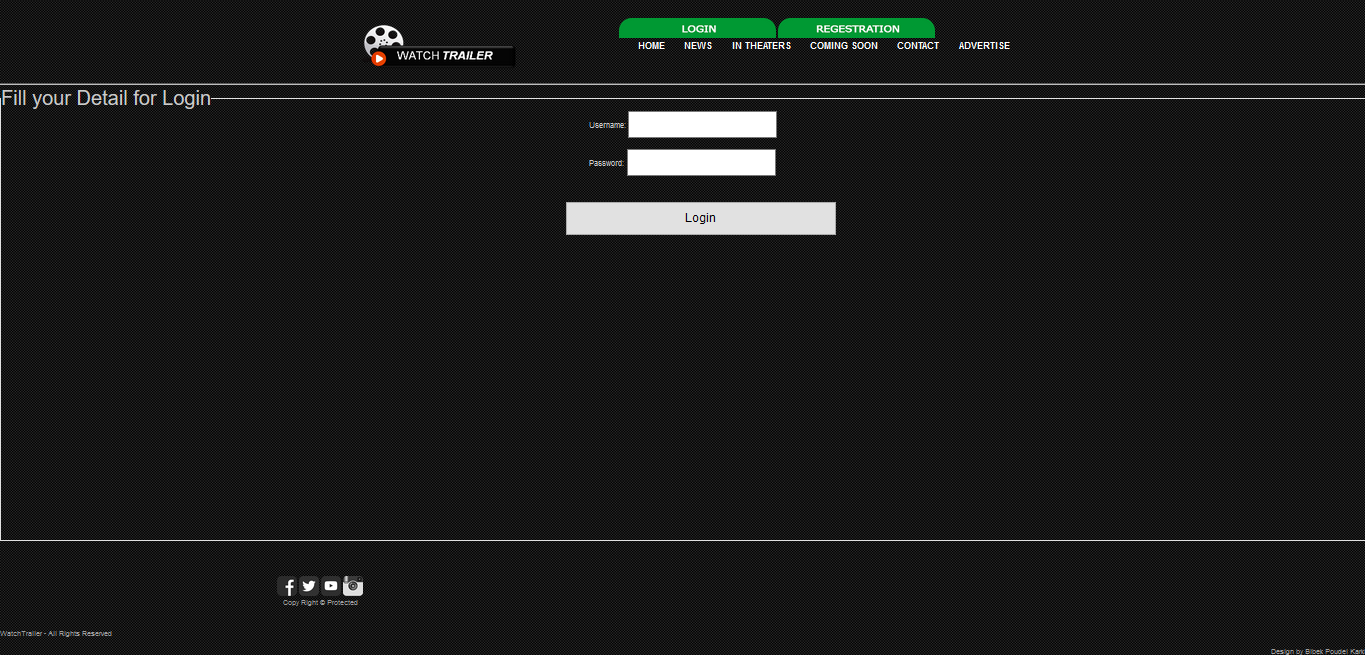 LOGIN REGESTRATION
WATCH TRAILER
HOME NEWS IN THEATERS COMING SOON CONTACT ADVERTISE
Fill your Detail for Login
Username:
Password:
Login
Copy Right © Protected
WatchTrailer - All Rights Reserved
Design by Bibek Poudel Karki